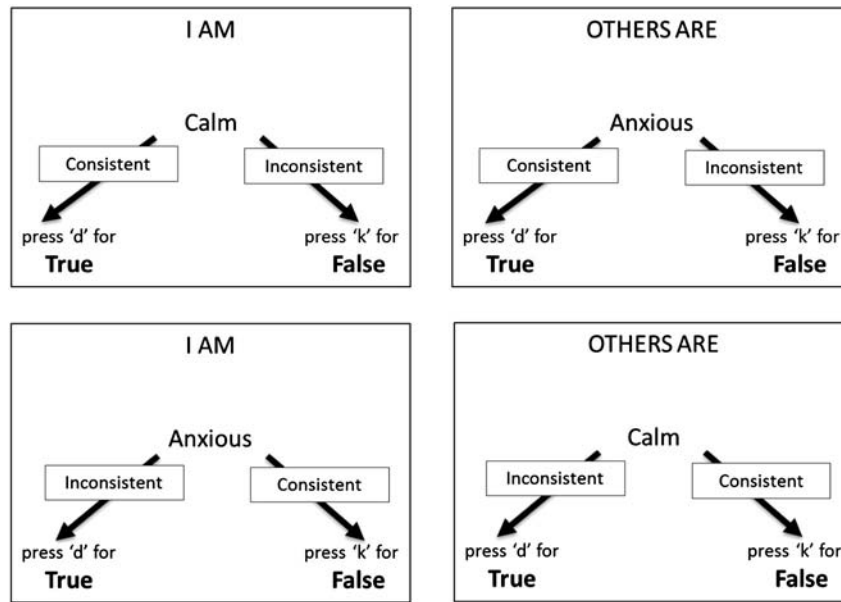 I AM
Calm
Consistent
Inconsistent
press ‘d’ for
True
press ‘k’ for
False
OTHERS ARE
Anxious
Consistent
Inconsistent
press ‘d’ for
True
press ‘k’ for
False
I AM
Anxious
Inconsistent
Consistent
press ‘d’ for
True
press ‘k’ for
False
OTHERS ARE
Calm
Inconsistent
Consistent
press ‘d’ for
True
press ‘k’ for
False